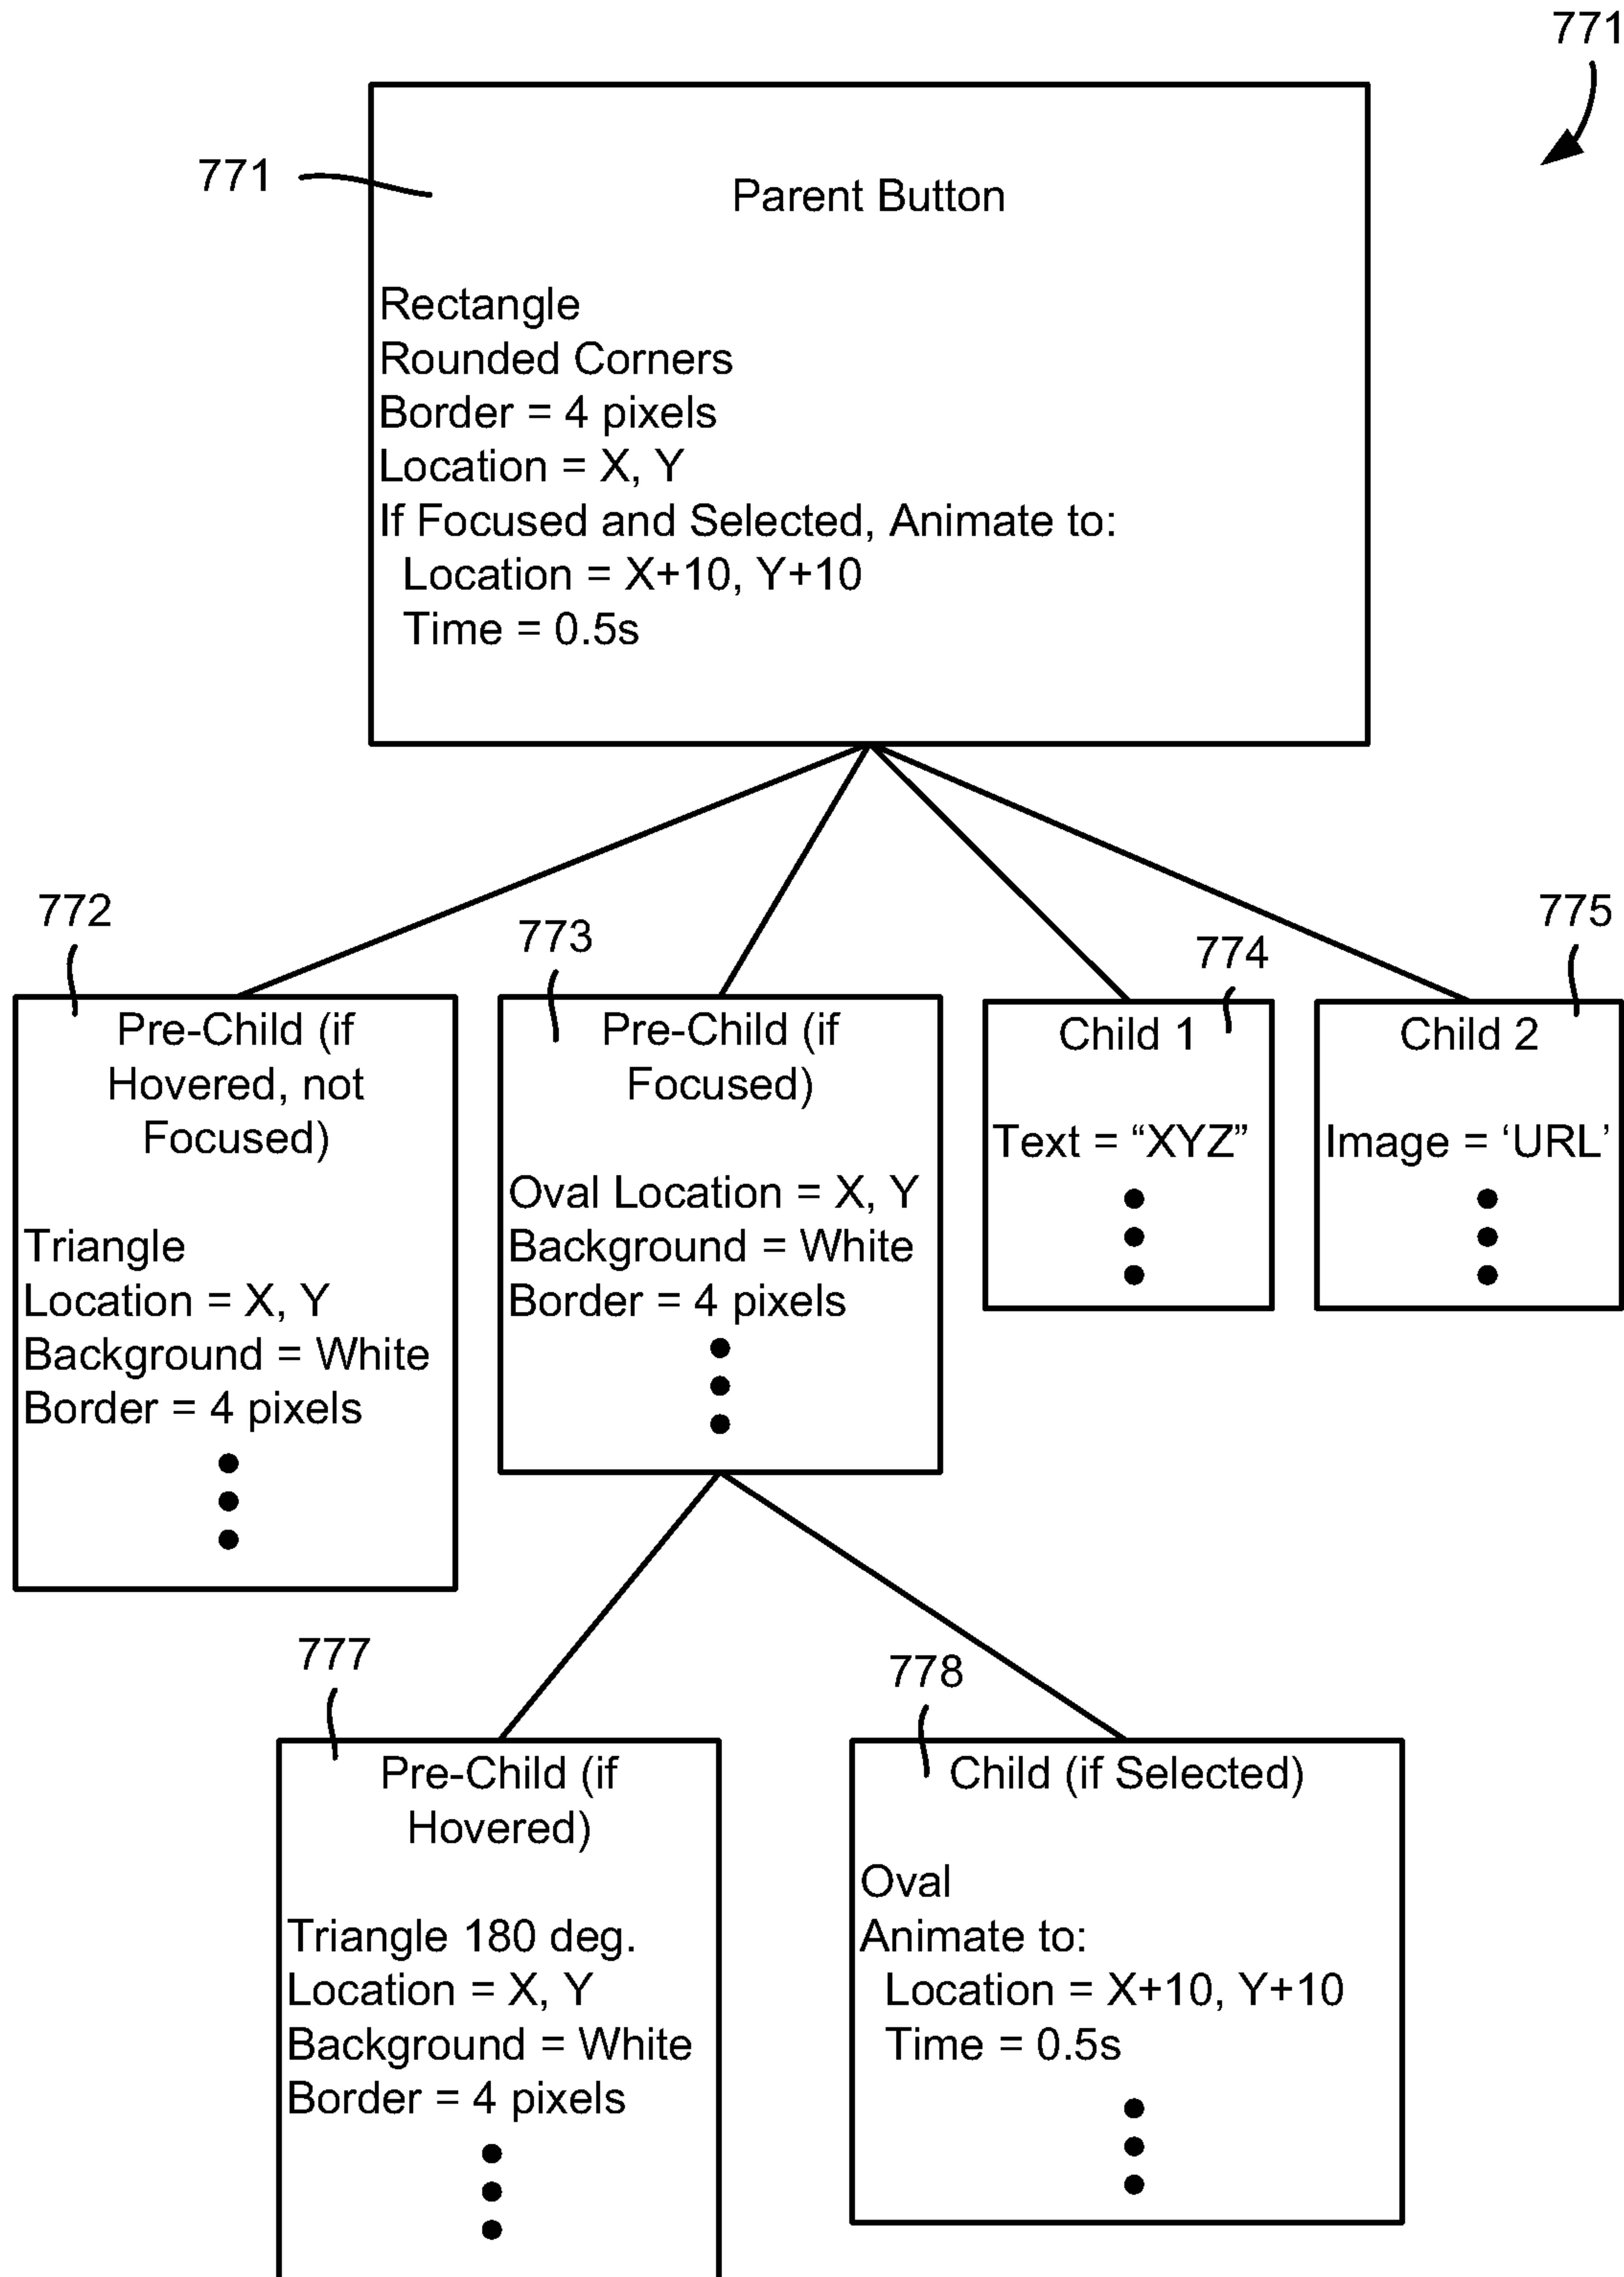 771
771
Parent Button
Rectangle
Rounded Corners
Border = 4 pixels
Location = X, Y
If Focused and Selected, Animate to:
Location = X+10, Y+10
Time = 0.5s
772
Pre-Child (if
Hovered, not
Focused)
Triangle
Location = X, Y
Background = White
Border = 4 pixels
773
Pre-Child (if
Focused)
Oval Location = X, Y
Background = White
Border = 4 pixels
774
Child 1
Text = “XYZ”
775
Child 2
Image = ‘URL’
777
Pre-Child (if
Hovered)
Triangle 180 deg.
Location = X, Y
Background = White
Border = 4 pixels
778
Child (if Selected)
Oval
Animate to:
Location = X+10, Y+10
Time = 0.5s